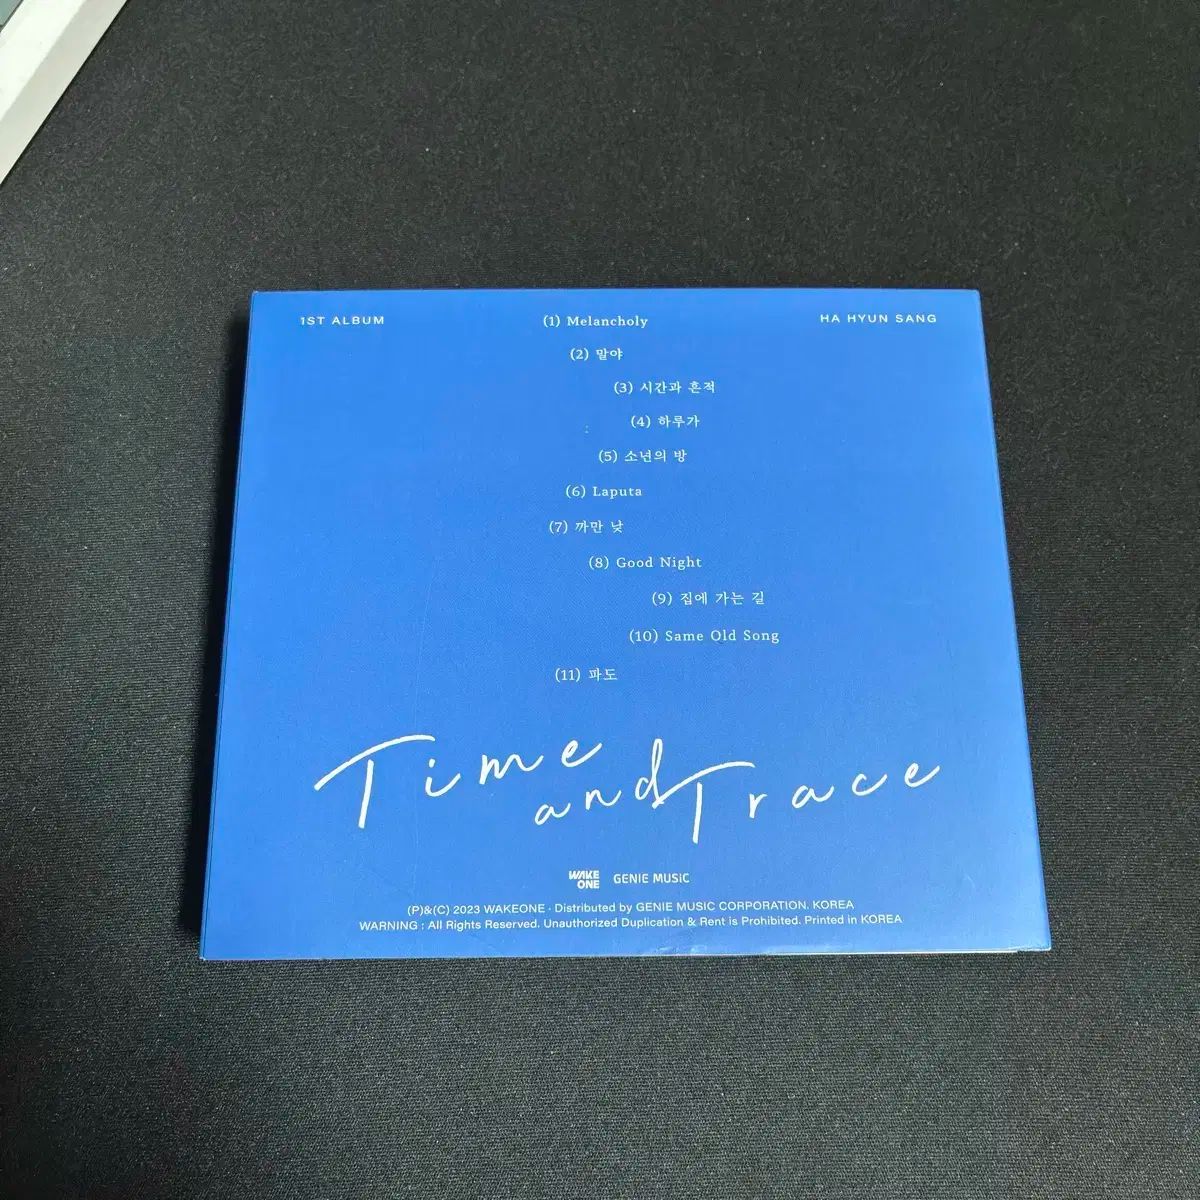 1ST ALBUM
(1) Melancholy
HA HYUN SANG
(2) 말야
(3) 시간과 흔적
(4) 하루가
(5) 소년의 방
(6) Laputa
(7) 까만 낮
(8) Good Night
(9) 집에 가는 길
(10) Same Old Song
(11) 파도
Time
and Trace
WAKE
ONE
GENIE MUSIC
(P)&(C) 2023 WAKEONE · Distributed by GENIE MUSIC CORPORATION. KOREA
WARNING : All Rights Reserved. Unauthorized Duplication & Rent is Prohibited. Printed in KOREA